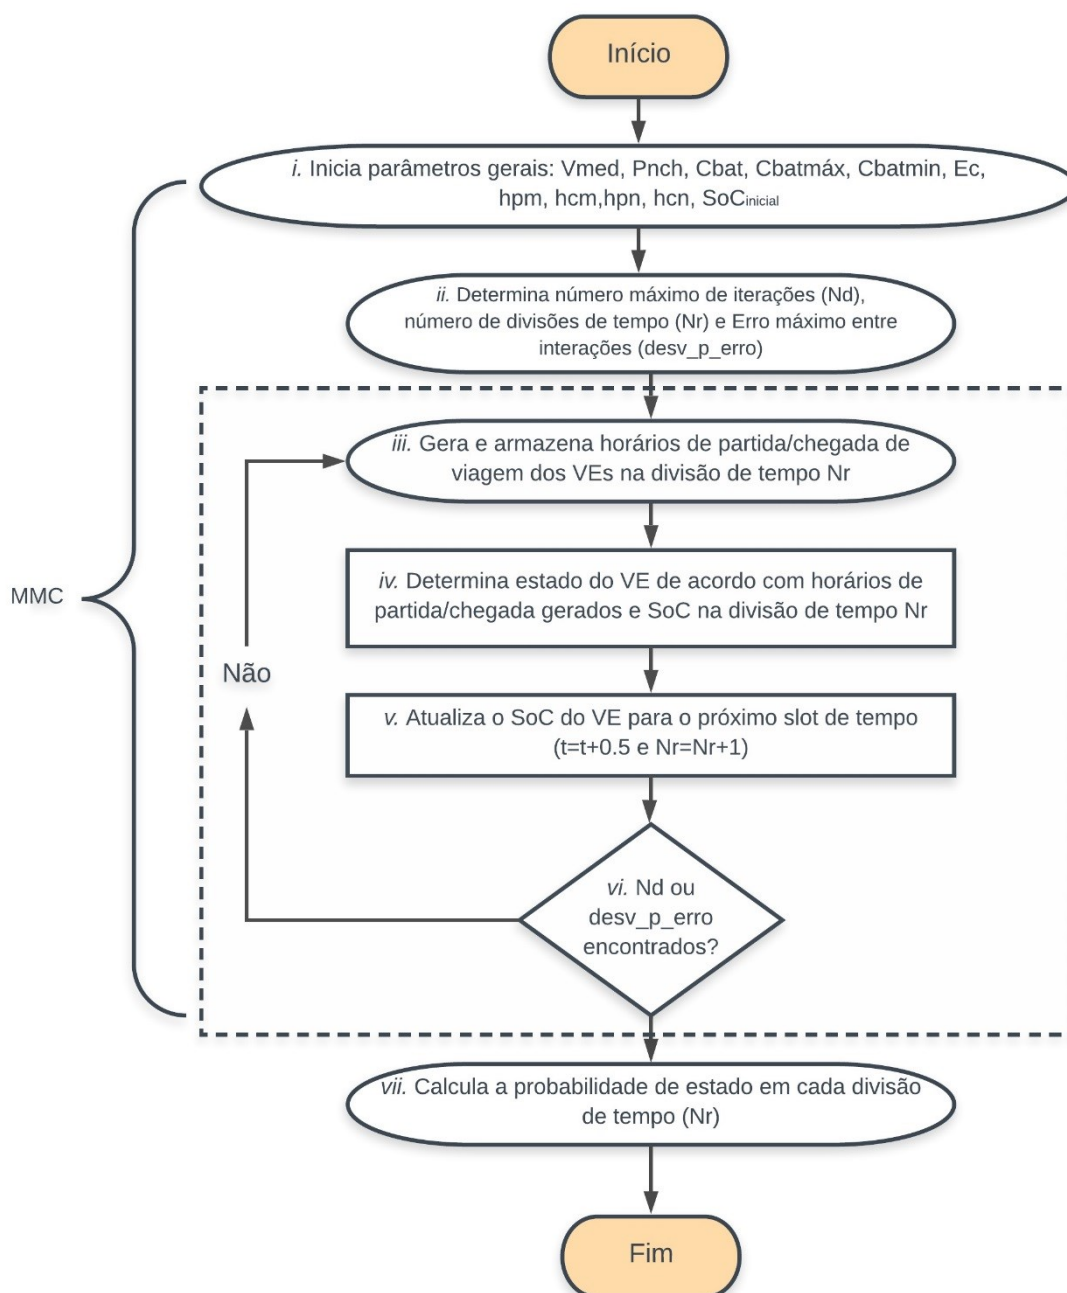 Início
i. Inicia parâmetros gerais: Vmed, Pnch, Cbat, Cbatmáx, Cbatmin, Ec,
hpm, hcm,hpn, hcn, SoCinicial
ii. Determina número máximo de iterações (Nd),
número de divisões de tempo (Nr) e Erro máximo entre
interações (desv_p_erro)
iii. Gera e armazena horários de partida/chegada de
viagem dos VEs na divisão de tempo Nr
iv. Determina estado do VE de acordo com horários de
partida/chegada gerados e SoC na divisão de tempo Nr
MMC
Não
v. Atualiza o SoC do VE para o próximo slot de tempo
(t=t+0.5 e Nr=Nr+1)
vi. Nd ou
desv_p_erro
encontrados?
vii. Calcula a probabilidade de estado em cada divisão
de tempo (Nr)
Fim